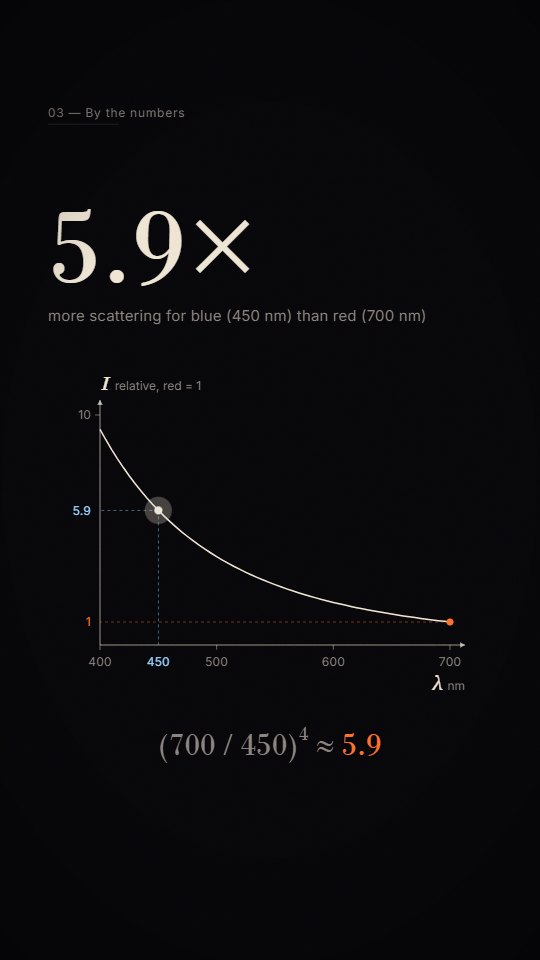 03 — By the numbers
5.9×
more scattering for blue (450 nm) than red (700 nm)
I relative, red = 1
10
5.9
1
400 450 500 600 700
λ nm
(700 / 450)⁴ ≈ 5.9